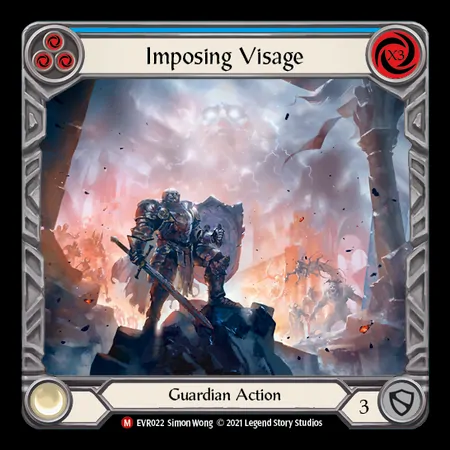 X3
Imposing Visage
Guardian Action
3
M EVR022 Simon Wong © 2021 Legend Story Studios